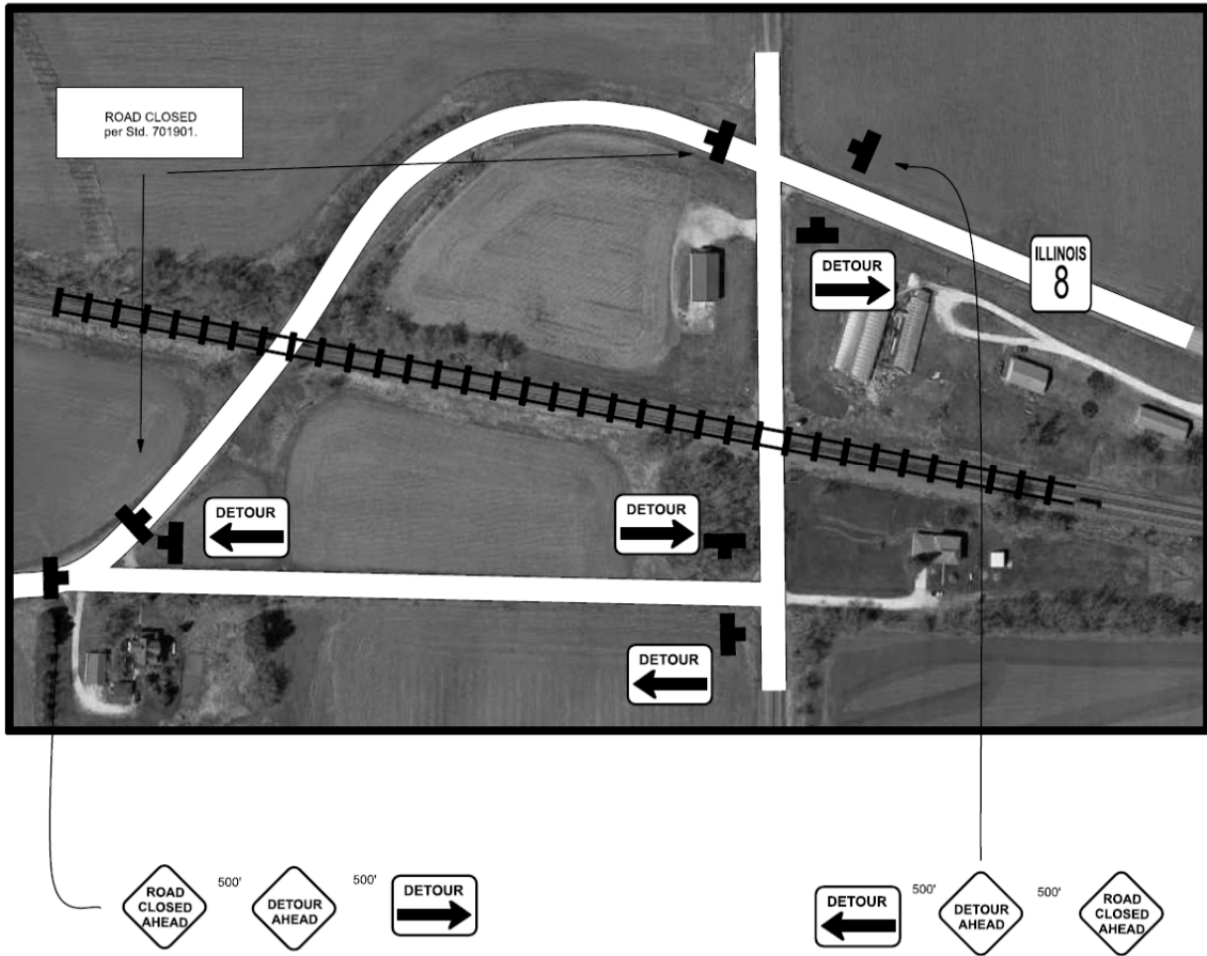 ROAD CLOSED
per Std. 701901.
ILLINOIS
8
DETOUR
DETOUR
DETOUR
DETOUR
ROAD
CLOSED
AHEAD
500'
DETOUR
AHEAD
500'
DETOUR
DETOUR
500'
DETOUR
AHEAD
500'
ROAD
CLOSED
AHEAD